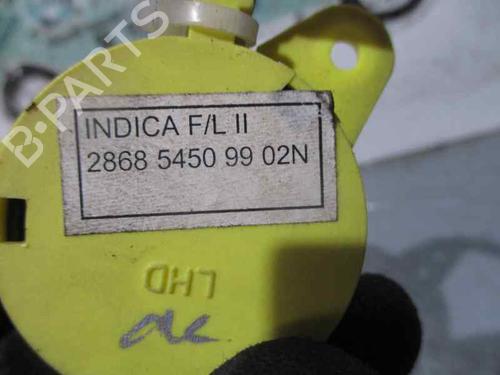 B-PARTS
INDICA F/L II
2868 5450 99 02N
LHD